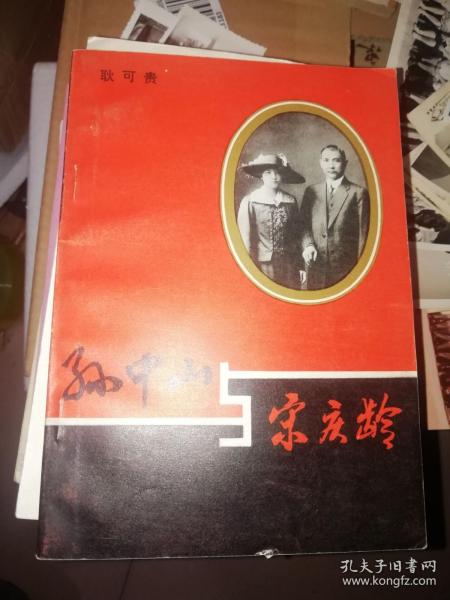 耿可贵
孙中山
与
宋庆龄
孔夫子旧书网
www.kongfz.com